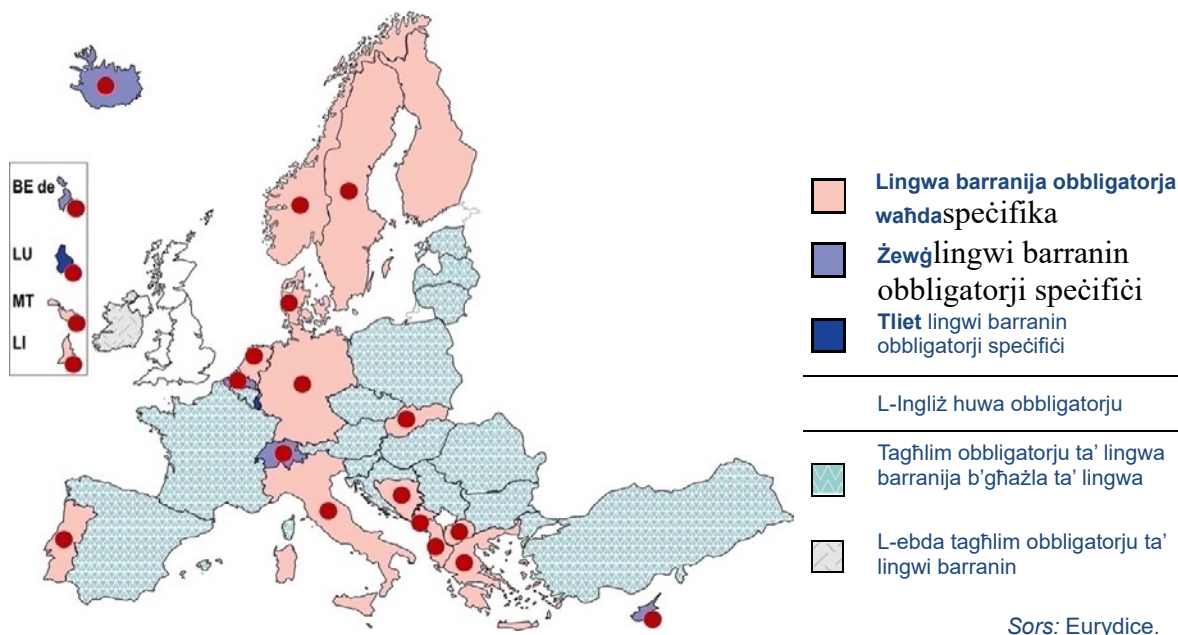 BE de
LU
MT
LI
Lingwa barranija obbligatorja
waħdaspeċifika
Żewġlingwi barranin
obbligatorji speċifiċi
Tliet lingwi barranin
obbligatorji speċifiċi
L-Ingliż huwa obbligatorju
Tagħlim obbligatorju ta’ lingwa
barranija b'għażla ta’ lingwa
L-ebda tagħlim obbligatorju ta’
lingwi barranin
Sors: Eurydice.